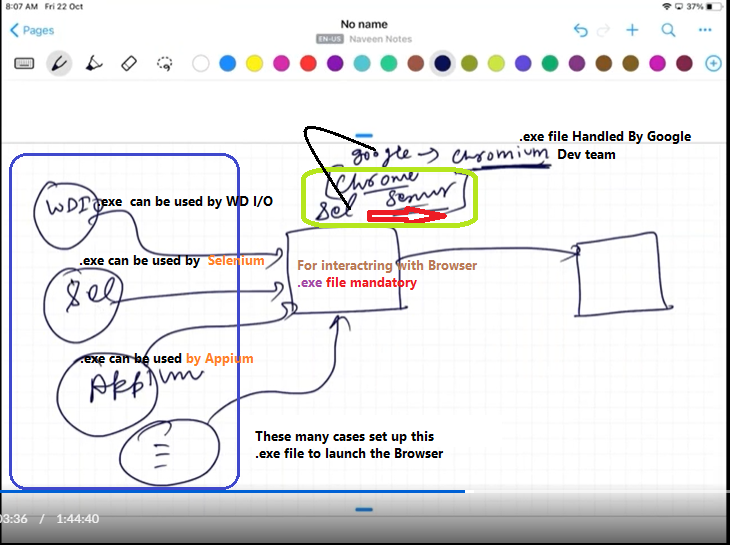 8:07 AM Fri 22 Oct
37%
Pages
No name
EN-US Naveen Notes
.exe file Handled By Google
Dev team
google → Chromium
Chrome
Sel Server
WDI
.exe can be used by WD I/O
.exe can be used by Selenium
For interactring with Browser
.exe file mandatory
Sel
.exe can be used by Appium
Appium
These many cases set up this
.exe file to launch the Browser
03:36 / 1:44:40